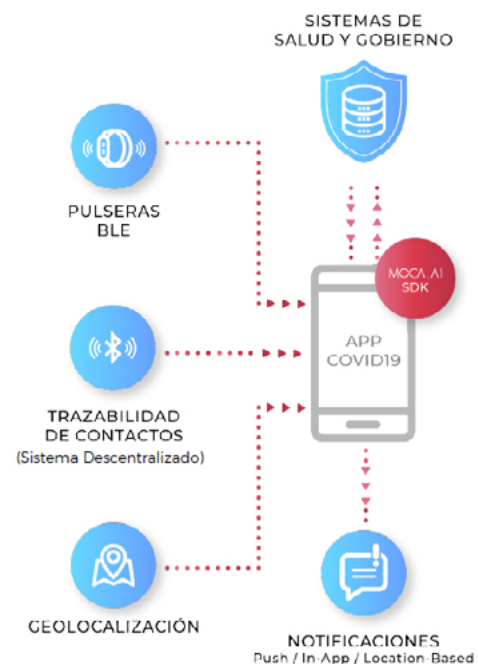 SISTEMAS DE
SALUD Y GOBIERNO
PULSERAS
BLE
MOCA.AI
SDK
APP
COVID19
TRAZABILIDAD
DE CONTACTOS
(Sistema Descentralizado)
GEOLOCALIZACIÓN
NOTIFICACIONES
Push / In-App / Location-Based